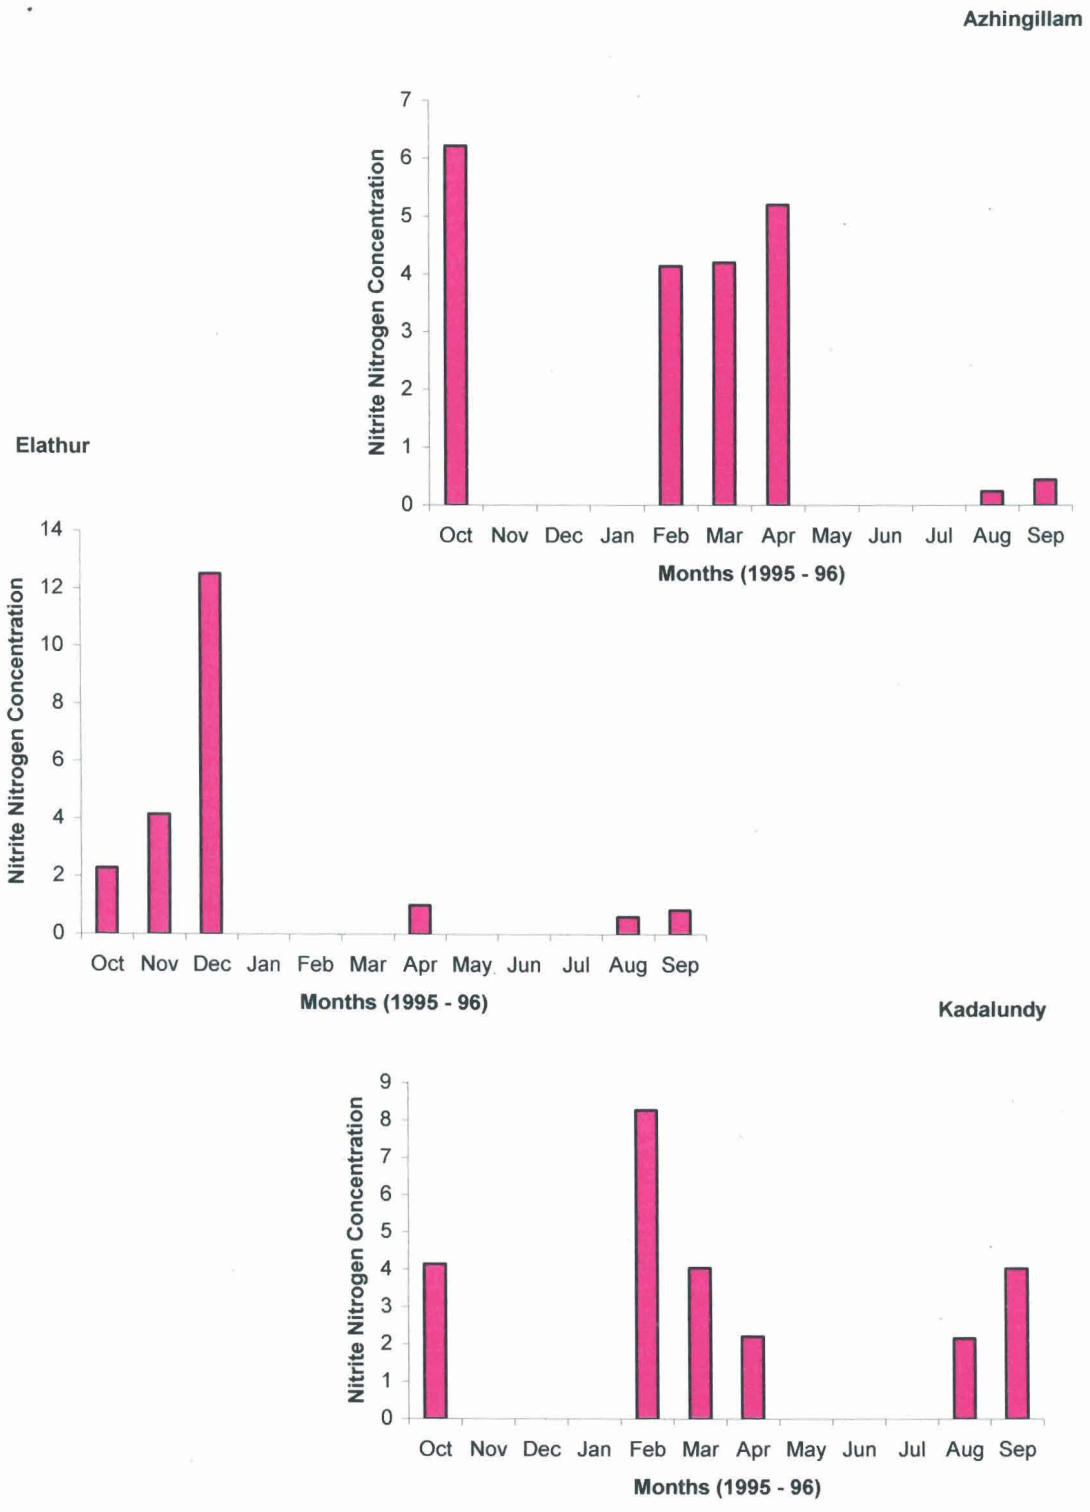 Azhingillam
Nitrite Nitrogen Concentration
7
6
5
4
3
2
1
0
Oct Nov Dec Jan Feb Mar Apr May Jun Jul Aug Sep
Months (1995 - 96)
Elathur
Nitrite Nitrogen Concentration
14
12
10
8
6
4
2
0
Oct Nov Dec Jan Feb Mar Apr May Jun Jul Aug Sep
Months (1995 - 96)
Kadalundy
Nitrite Nitrogen Concentration
9
8
7
6
5
4
3
2
1
0
Oct Nov Dec Jan Feb Mar Apr May Jun Jul Aug Sep
Months (1995 - 96)